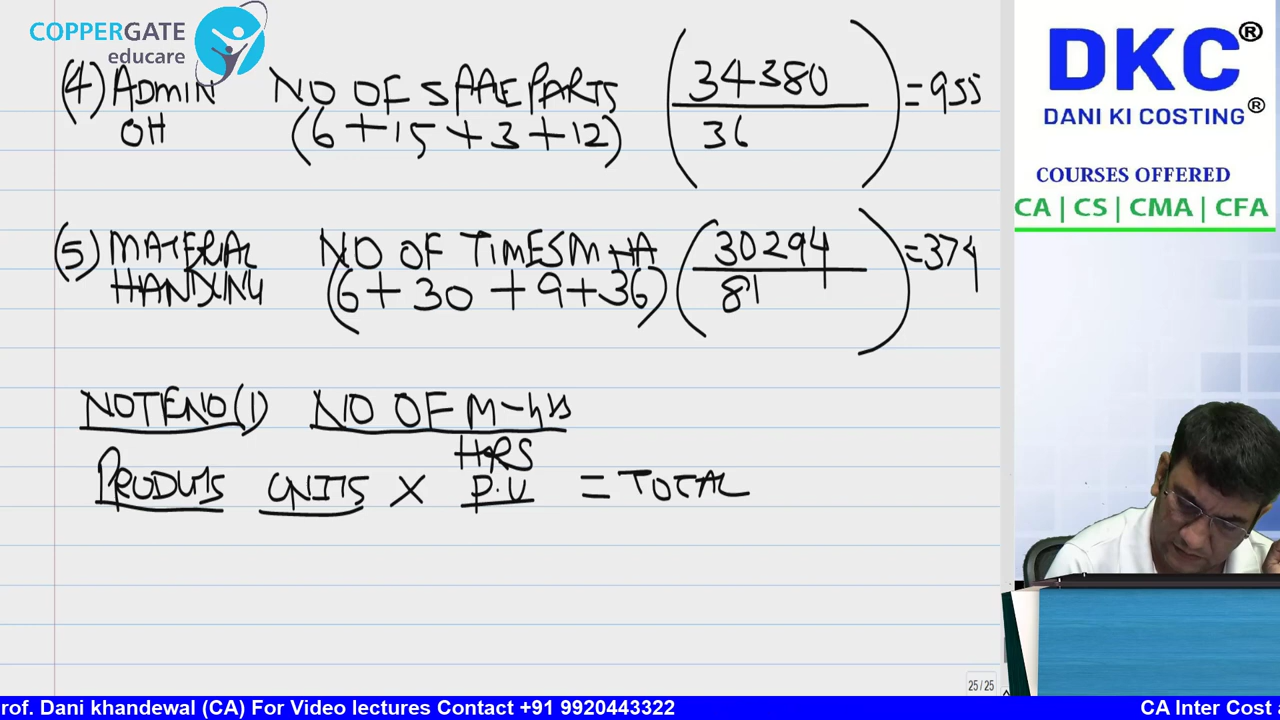 COPPERGATE
educare
(4) ADMIN NO OF SPARE PARTS (34380 / 36) = 955
OH (6 + 15 + 3 + 12)
(5) MATERIAL NO OF TIMES M-HA (30294 / 81) = 374
HANDLING (6 + 30 + 9 + 36)
NOTE NO (1) NO OF M-hrs
HRS
PRODUCTS UNITS × P.U = TOTAL
25 / 25
DKC®
DANI KI COSTING®
COURSES OFFERED
CA | CS | CMA | CFA
rof. Dani khandewal (CA) For Video lectures Contact +91 9920443322 CA Inter Cost